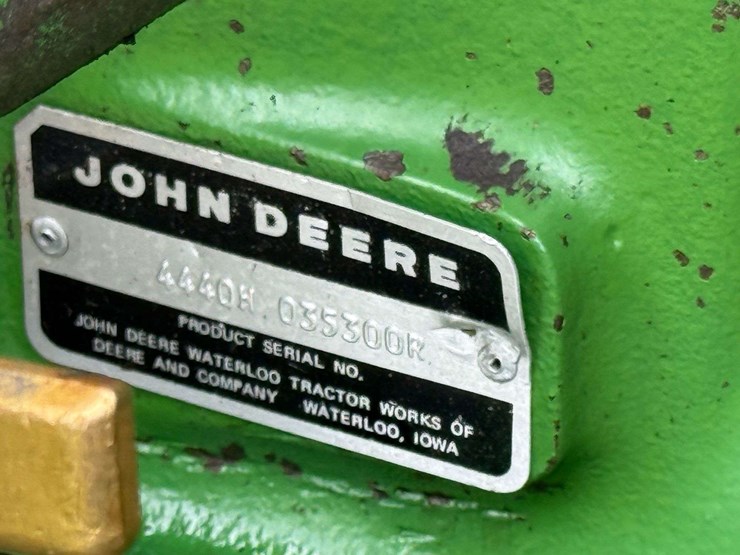 JOHN DEERE
4440H 035300R
PRODUCT SERIAL NO.
JOHN DEERE WATERLOO TRACTOR WORKS OF
DEERE AND COMPANY WATERLOO, IOWA